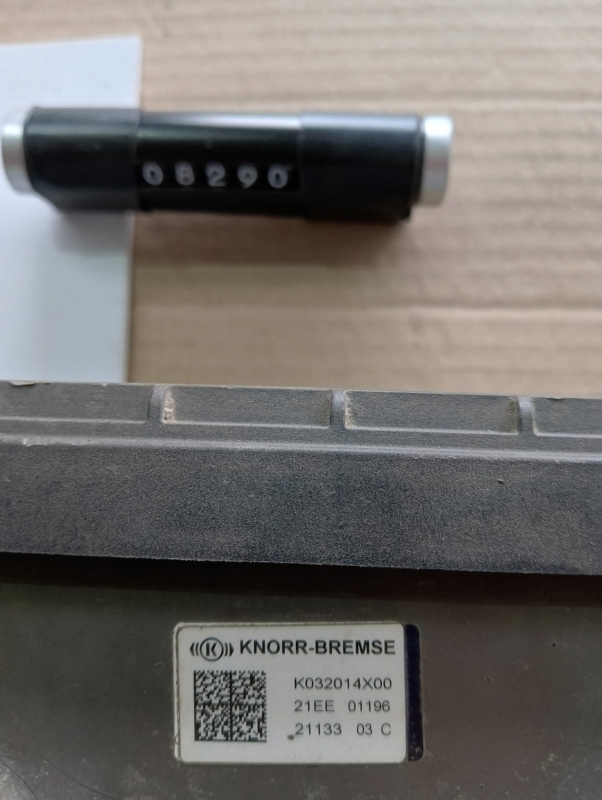 08290
KNORR-BREMSE
K032014X00
21EE 01196
21133 03 C